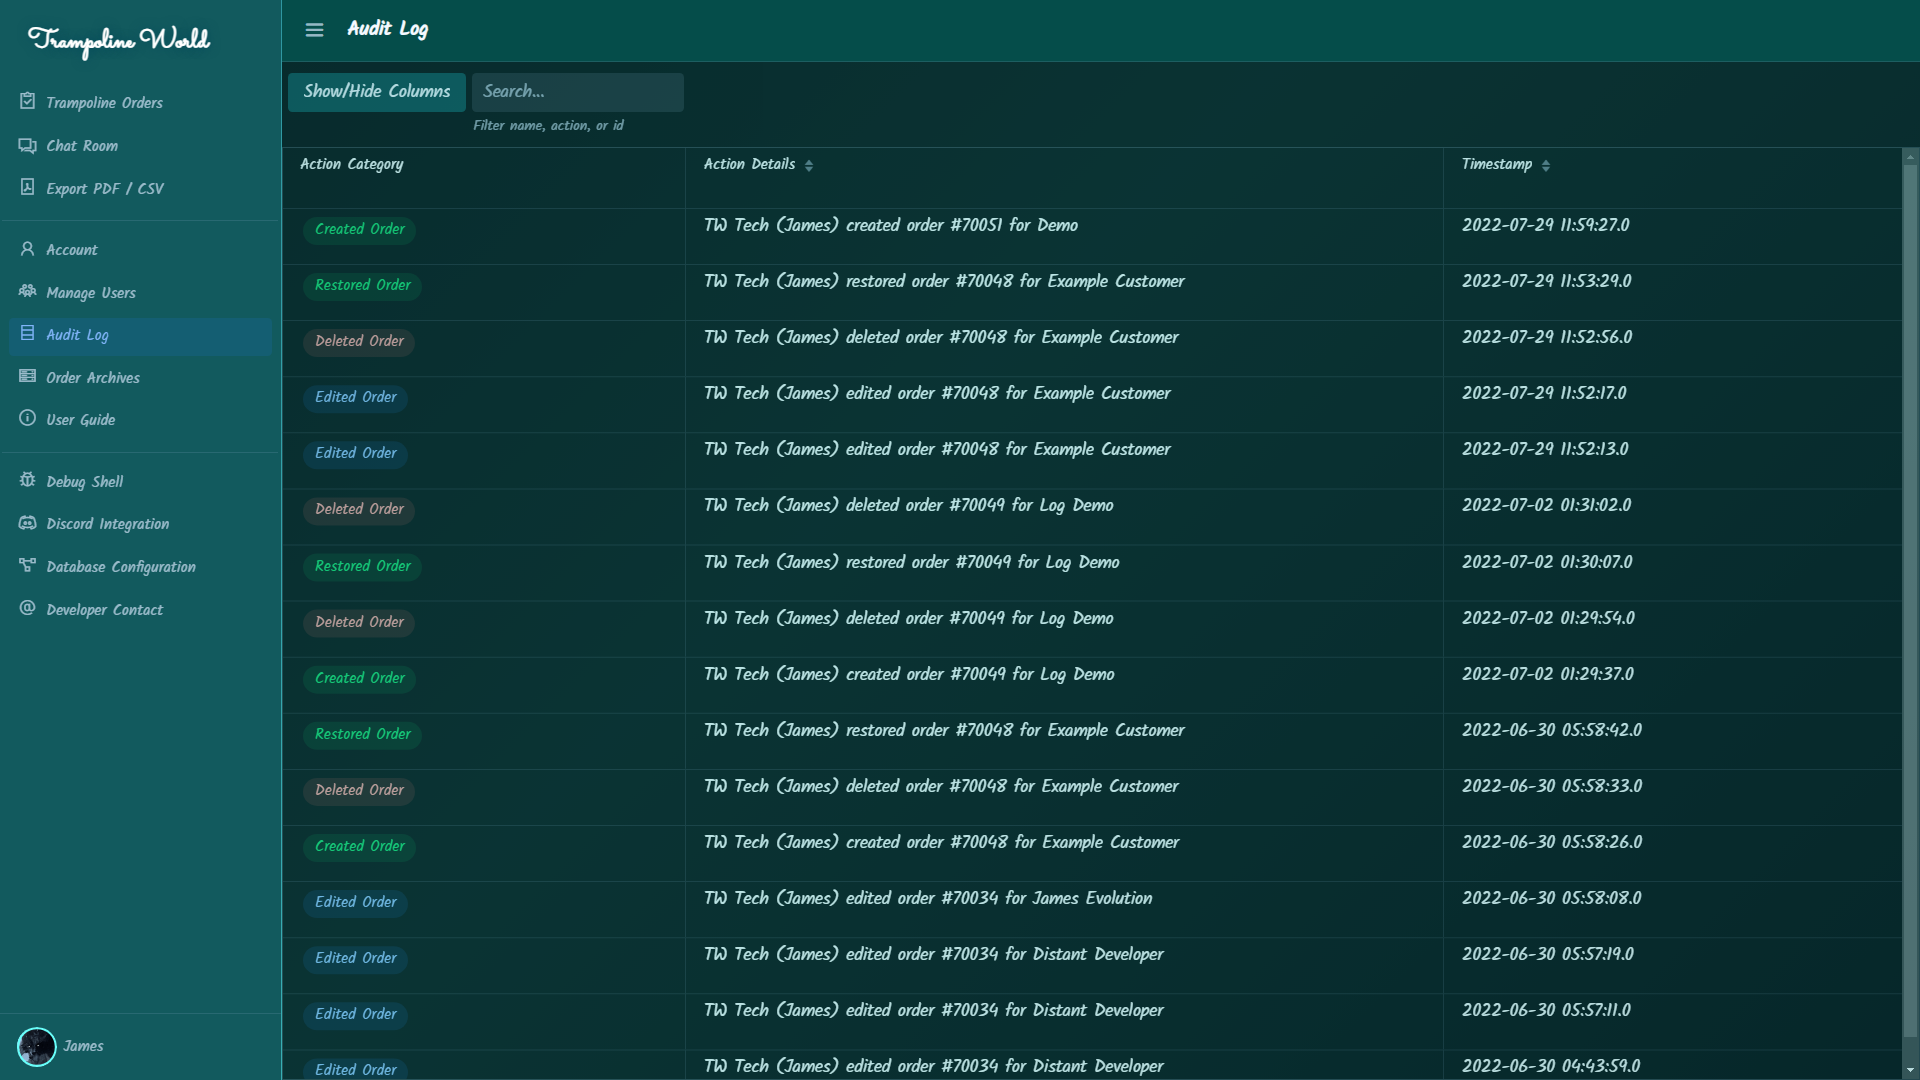 Trampoline World
Trampoline Orders
Chat Room
Export PDF / CSV
Account
Manage Users
Audit Log
Order Archives
User Guide
Debug Shell
Discord Integration
Database Configuration
Developer Contact
James
Audit Log
Show/Hide Columns
Search...
Filter name, action, or id
Action Category Action Details Timestamp
Created Order TW Tech (James) created order #70051 for Demo 2022-07-29 11:59:27.0
Restored Order TW Tech (James) restored order #70048 for Example Customer 2022-07-29 11:53:29.0
Deleted Order TW Tech (James) deleted order #70048 for Example Customer 2022-07-29 11:52:56.0
Edited Order TW Tech (James) edited order #70048 for Example Customer 2022-07-29 11:52:17.0
Edited Order TW Tech (James) edited order #70048 for Example Customer 2022-07-29 11:52:13.0
Deleted Order TW Tech (James) deleted order #70049 for Log Demo 2022-07-02 01:31:02.0
Restored Order TW Tech (James) restored order #70049 for Log Demo 2022-07-02 01:30:07.0
Deleted Order TW Tech (James) deleted order #70049 for Log Demo 2022-07-02 01:29:54.0
Created Order TW Tech (James) created order #70049 for Log Demo 2022-07-02 01:29:37.0
Restored Order TW Tech (James) restored order #70048 for Example Customer 2022-06-30 05:58:42.0
Deleted Order TW Tech (James) deleted order #70048 for Example Customer 2022-06-30 05:58:33.0
Created Order TW Tech (James) created order #70048 for Example Customer 2022-06-30 05:58:26.0
Edited Order TW Tech (James) edited order #70034 for James Evolution 2022-06-30 05:58:08.0
Edited Order TW Tech (James) edited order #70034 for Distant Developer 2022-06-30 05:57:19.0
Edited Order TW Tech (James) edited order #70034 for Distant Developer 2022-06-30 05:57:11.0
Edited Order TW Tech (James) edited order #70034 for Distant Developer 2022-06-30 04:43:59.0